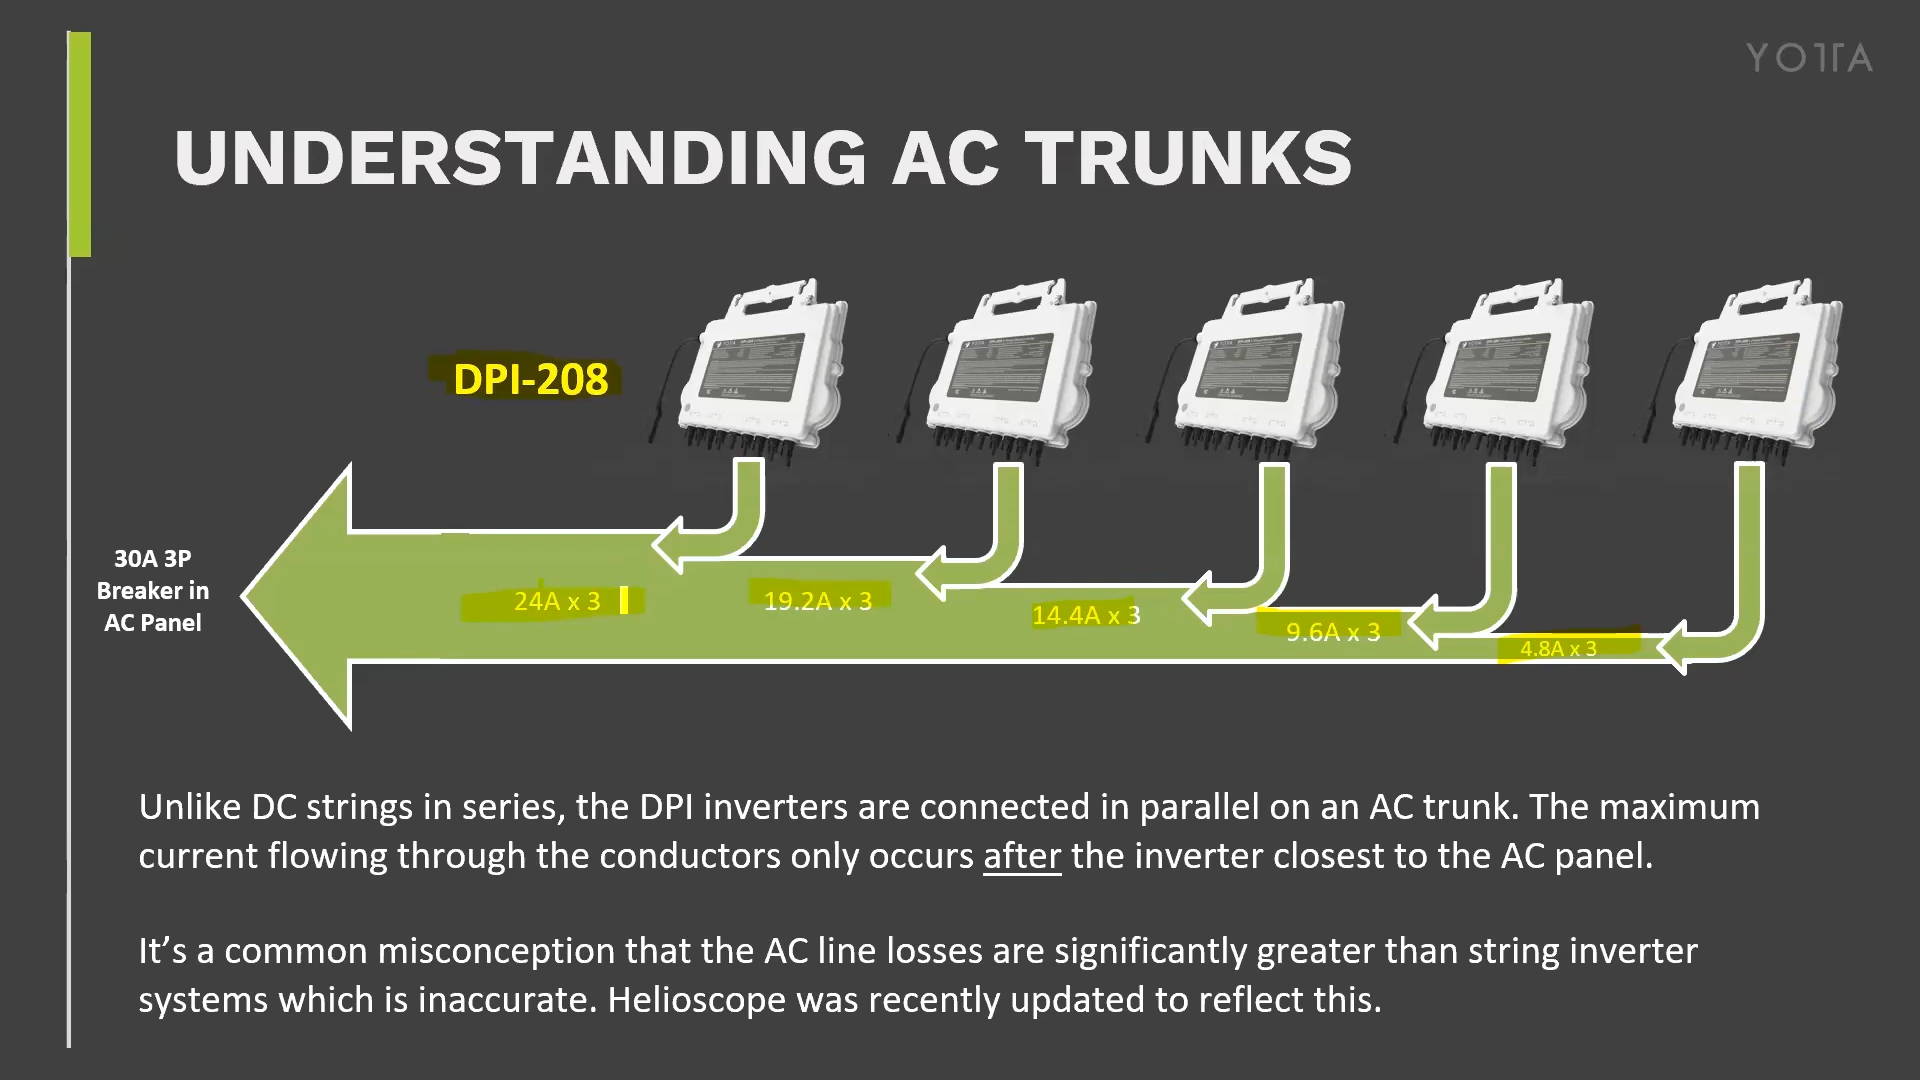 YOTTA
UNDERSTANDING AC TRUNKS
DPI-208
30A 3P
Breaker in
AC Panel
24A x 3
19.2A x 3
14.4A x 3
9.6A x 3
4.8A x 3
Unlike DC strings in series, the DPI inverters are connected in parallel on an AC trunk. The maximum
current flowing through the conductors only occurs after the inverter closest to the AC panel.
It’s a common misconception that the AC line losses are significantly greater than string inverter
systems which is inaccurate. Helioscope was recently updated to reflect this.